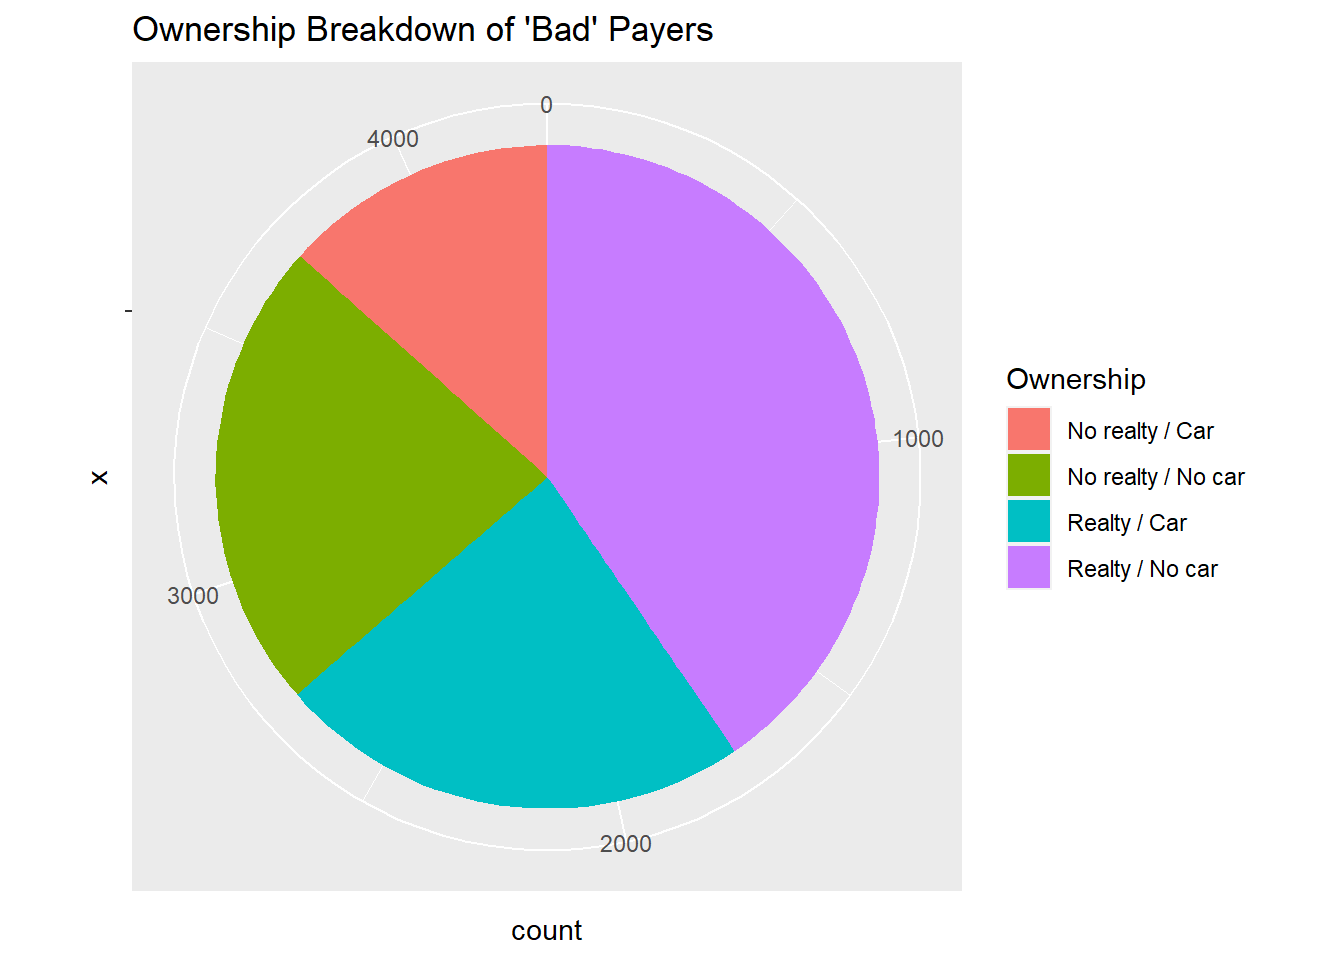 Ownership Breakdown of 'Bad' Payers
0
4000
1000
3000
2000
x
count
Ownership
No realty / Car
No realty / No car
Realty / Car
Realty / No car